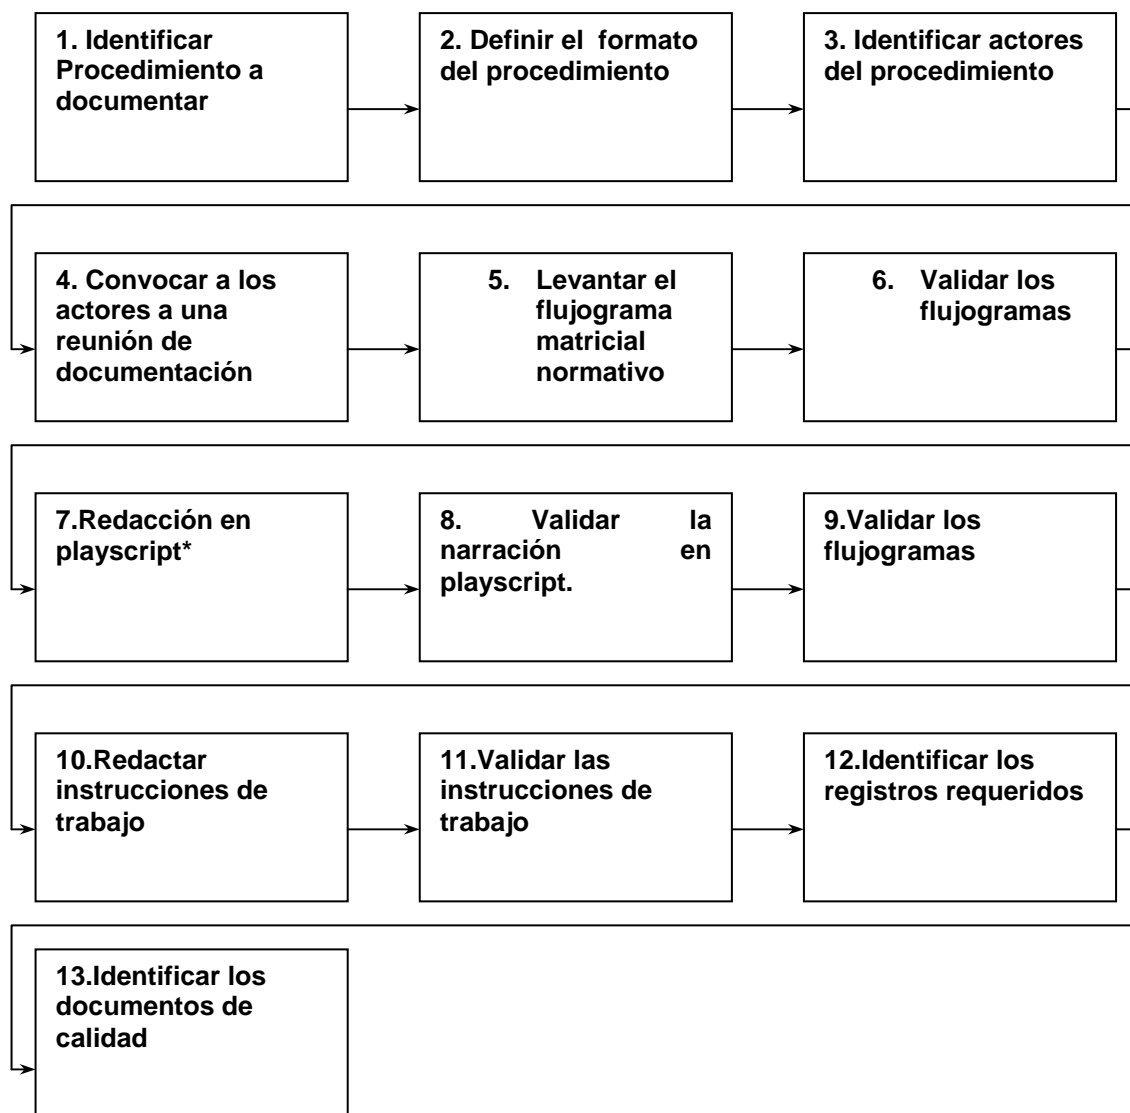 1. Identificar
Procedimiento a
documentar
2. Definir el formato
del procedimiento
3. Identificar actores
del procedimiento
4. Convocar a los
actores a una
reunión de
documentación
5. Levantar el
flujograma
matricial
normativo
6. Validar los
flujogramas
7.Redacción en
playscript*
8. Validar la
narración en
playscript.
9.Validar los
flujogramas
10.Redactar
instrucciones de
trabajo
11.Validar las
instrucciones de
trabajo
12.Identificar los
registros requeridos
13.Identificar los
documentos de
calidad